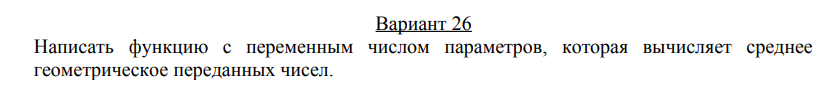 Вариант 26
Написать функцию с переменным числом параметров, которая вычисляет среднее
геометрическое переданных чисел.